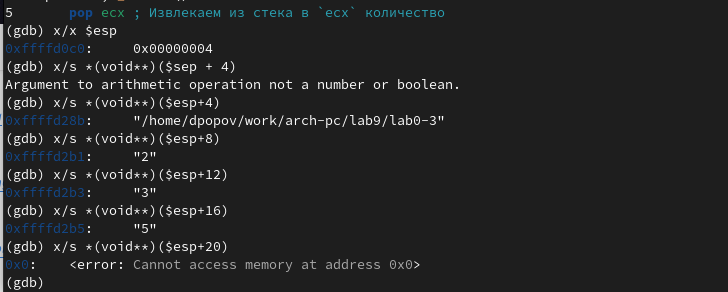 5       pop ecx ; Извлекаем из стека в `ecx` количество
(gdb) x/x $esp
0xffffd0c0:     0x00000004
(gdb) x/s *(void**)($sep + 4)
Argument to arithmetic operation not a number or boolean.
(gdb) x/s *(void**)($esp+4)
0xffffd28b:     "/home/dpopov/work/arch-pc/lab9/lab0-3"
(gdb) x/s *(void**)($esp+8)
0xffffd2b1:     "2"
(gdb) x/s *(void**)($esp+12)
0xffffd2b3:     "3"
(gdb) x/s *(void**)($esp+16)
0xffffd2b5:     "5"
(gdb) x/s *(void**)($esp+20)
0x0:    <error: Cannot access memory at address 0x0>
(gdb)